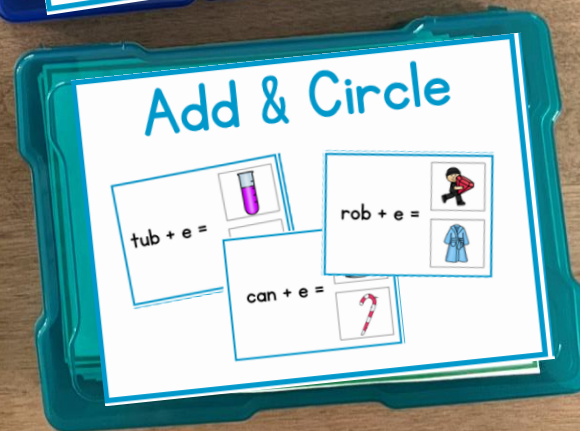 Add & Circle
tub + e =
rob + e =
can + e =